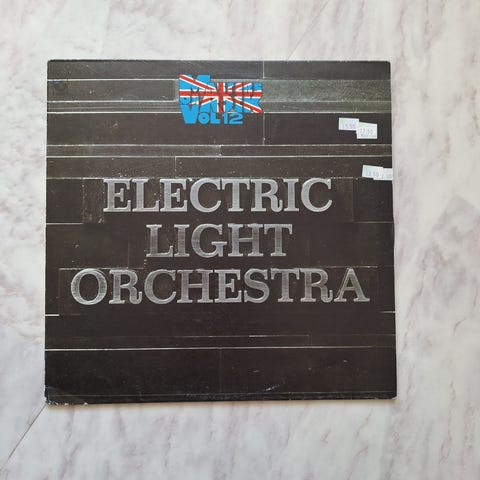 VOL 12
ELECTRIC
LIGHT
ORCHESTRA